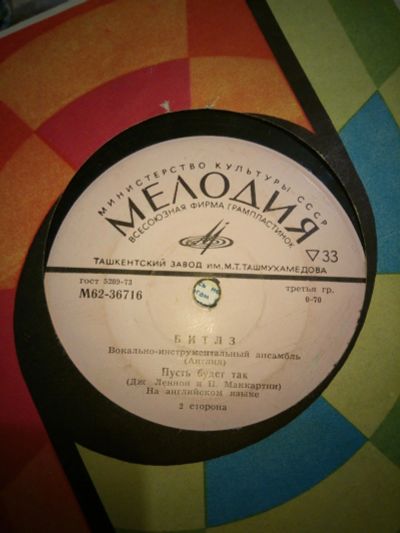 МИНИСТЕРСТВО КУЛЬТУРЫ СССР
МЕЛОДИЯ
ВСЕСОЮЗНАЯ ФИРМА ГРАМПЛАСТИНОК
▽33
ТАШКЕНТСКИЙ ЗАВОД ИМ. М.Т. ТАШМУХАМЕДОВА
гост 5289-73
третья гр.
М62-36716
0-70
БИТЛЗ
Вокально-инструментальный ансамбль
(Англия)
Пусть будет так
(Дж. Леннон и П. Маккартни)
На английском языке
2 сторона